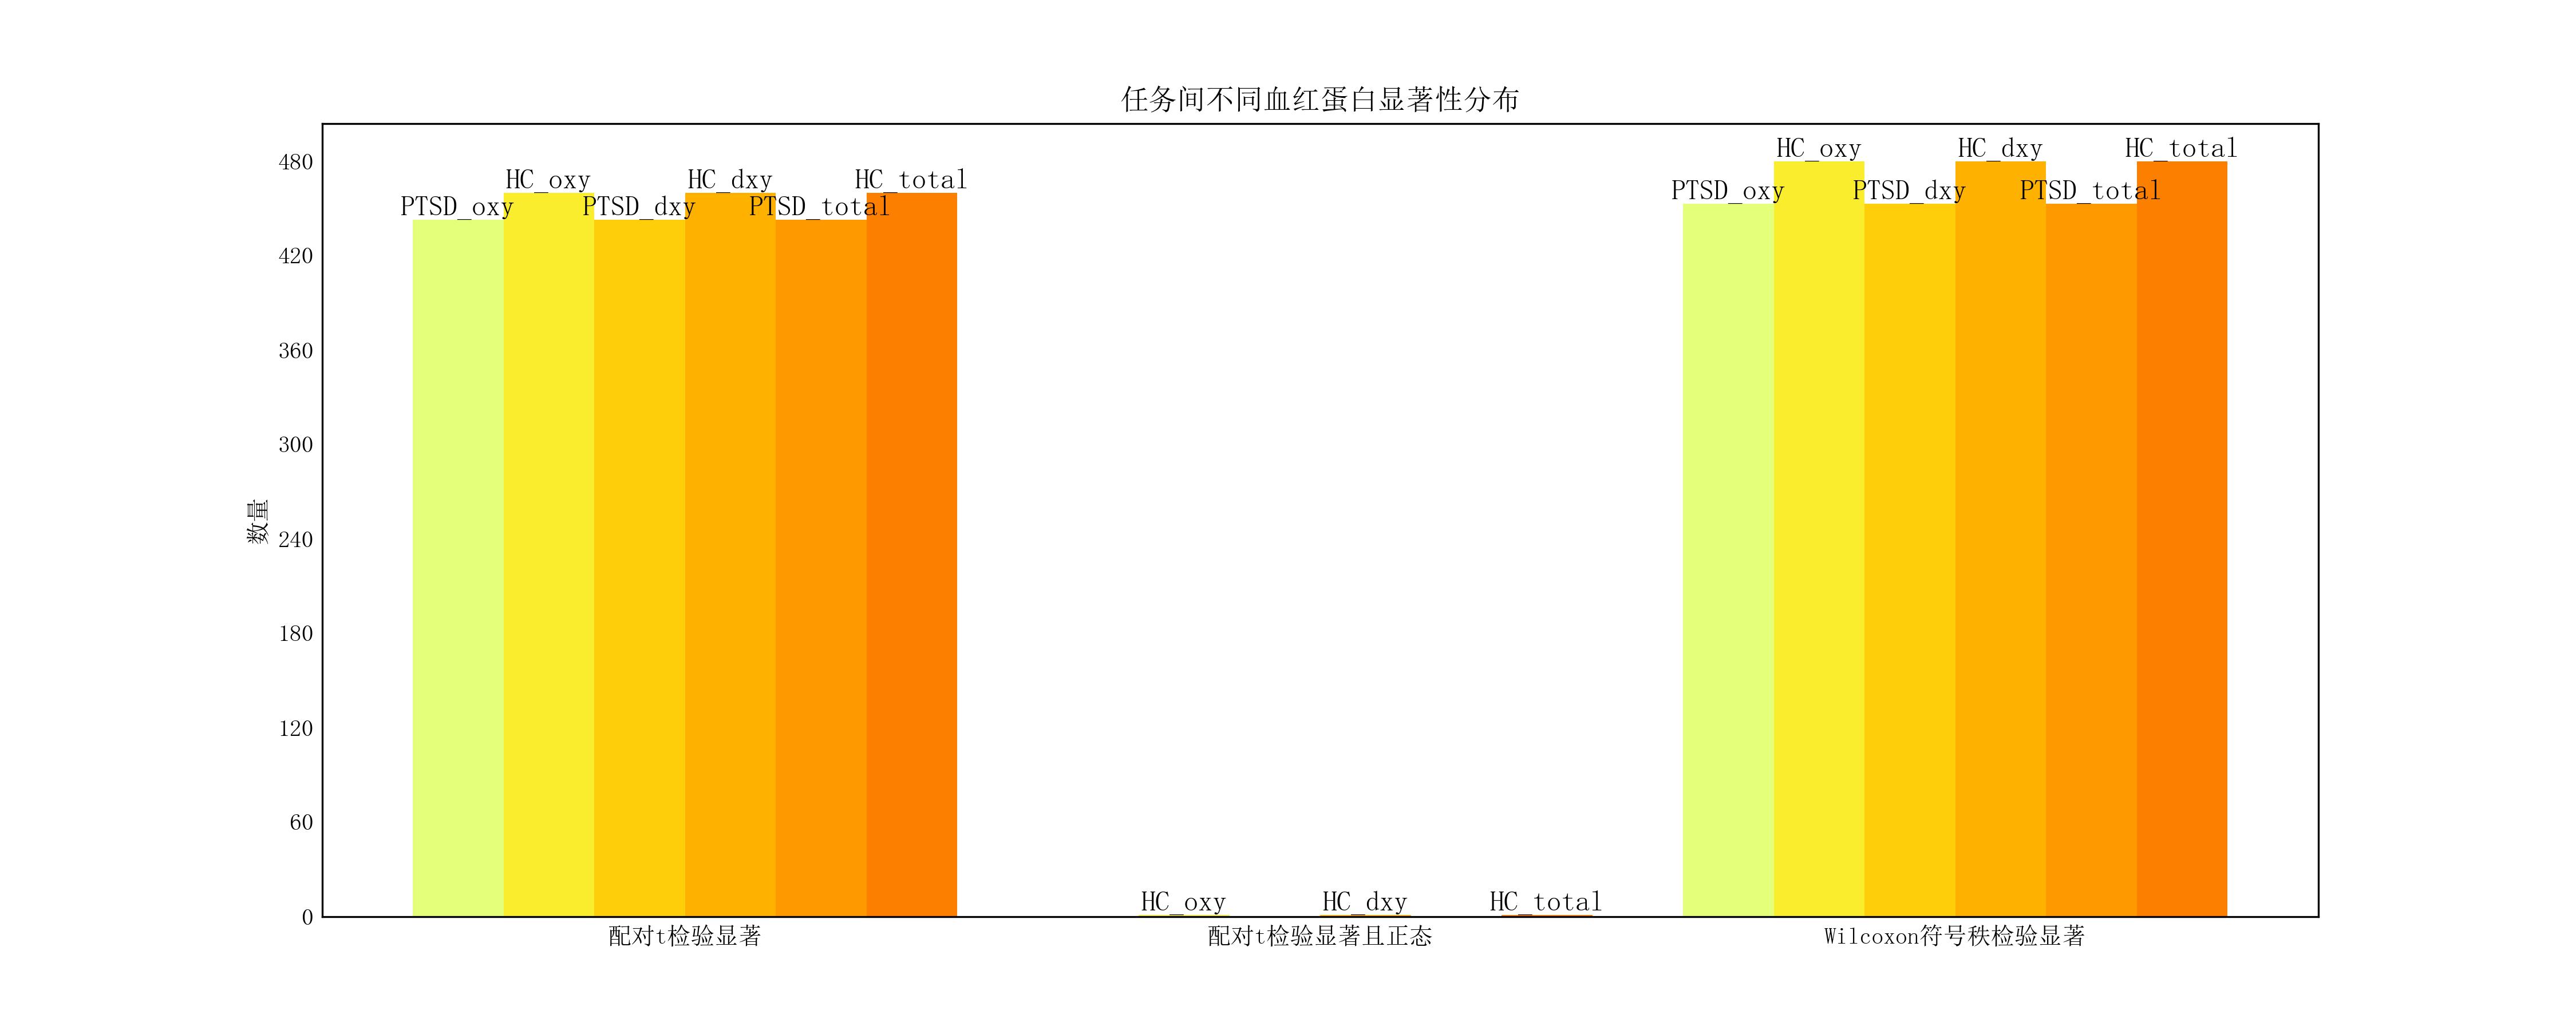 任务间不同血红蛋白显著性分布
数量
480
420
360
300
240
180
120
60
0
PTSD_oxy
HC_oxy
PTSD_dxy
HC_dxy
PTSD_total
HC_total
HC_oxy
HC_dxy
HC_total
PTSD_oxy
HC_oxy
PTSD_dxy
HC_dxy
PTSD_total
HC_total
配对t检验显著
配对t检验显著且正态
Wilcoxon符号秩检验显著